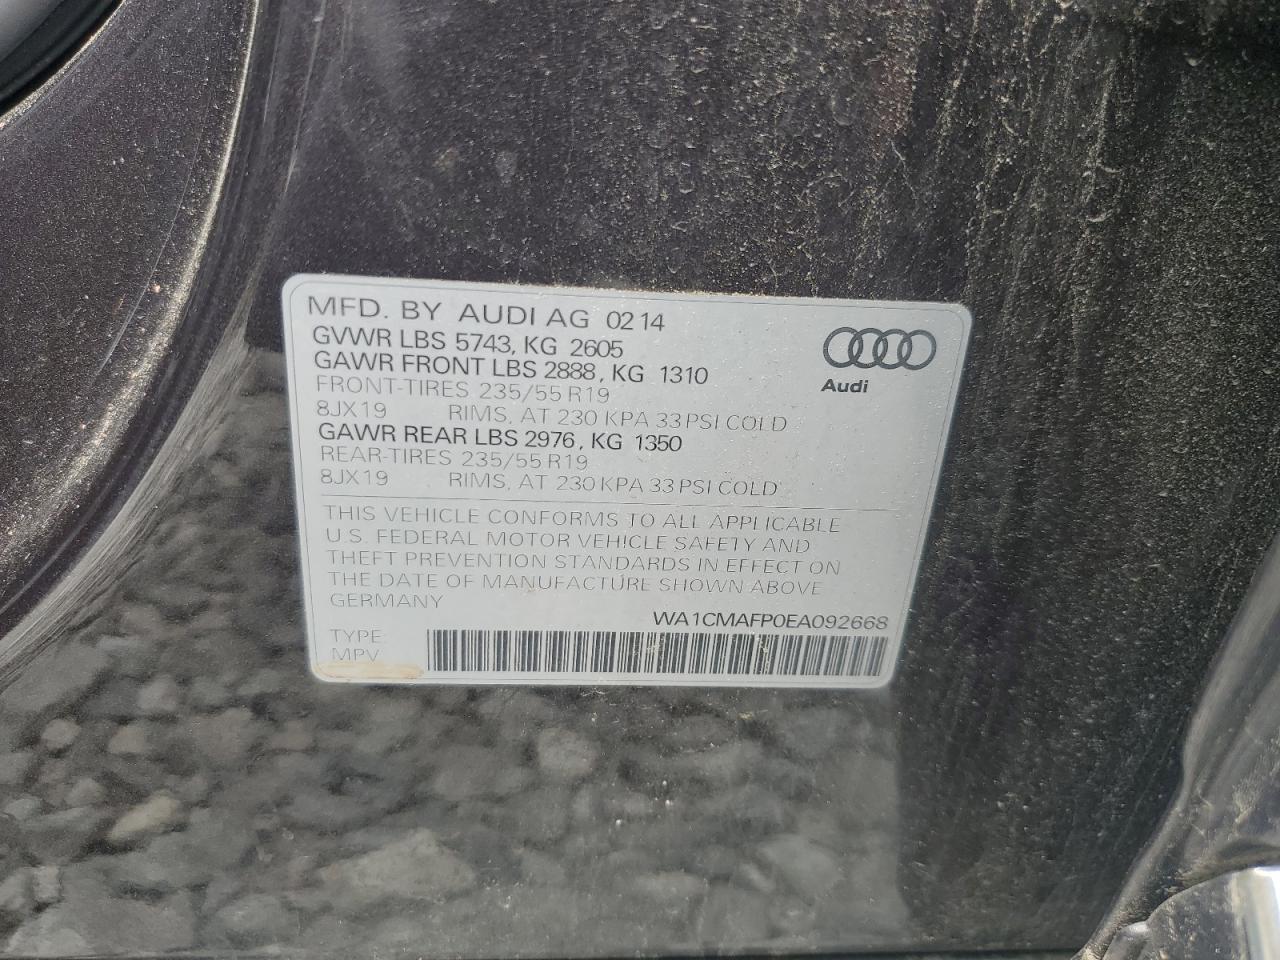 MFD. BY AUDI AG 02 14
GVWR LBS 5743, KG 2605
GAWR FRONT LBS 2888, KG 1310
FRONT-TIRES 235/55 R19
8JX19 RIMS, AT 230 KPA 33 PSI COLD
GAWR REAR LBS 2976, KG 1350
REAR-TIRES 235/55 R19
8JX19 RIMS, AT 230 KPA 33 PSI COLD
Audi
THIS VEHICLE CONFORMS TO ALL APPLICABLE
U.S. FEDERAL MOTOR VEHICLE SAFETY AND
THEFT PREVENTION STANDARDS IN EFFECT ON
THE DATE OF MANUFACTURE SHOWN ABOVE
GERMANY
WA1CMAFP0EA092668
TYPE:
MPV